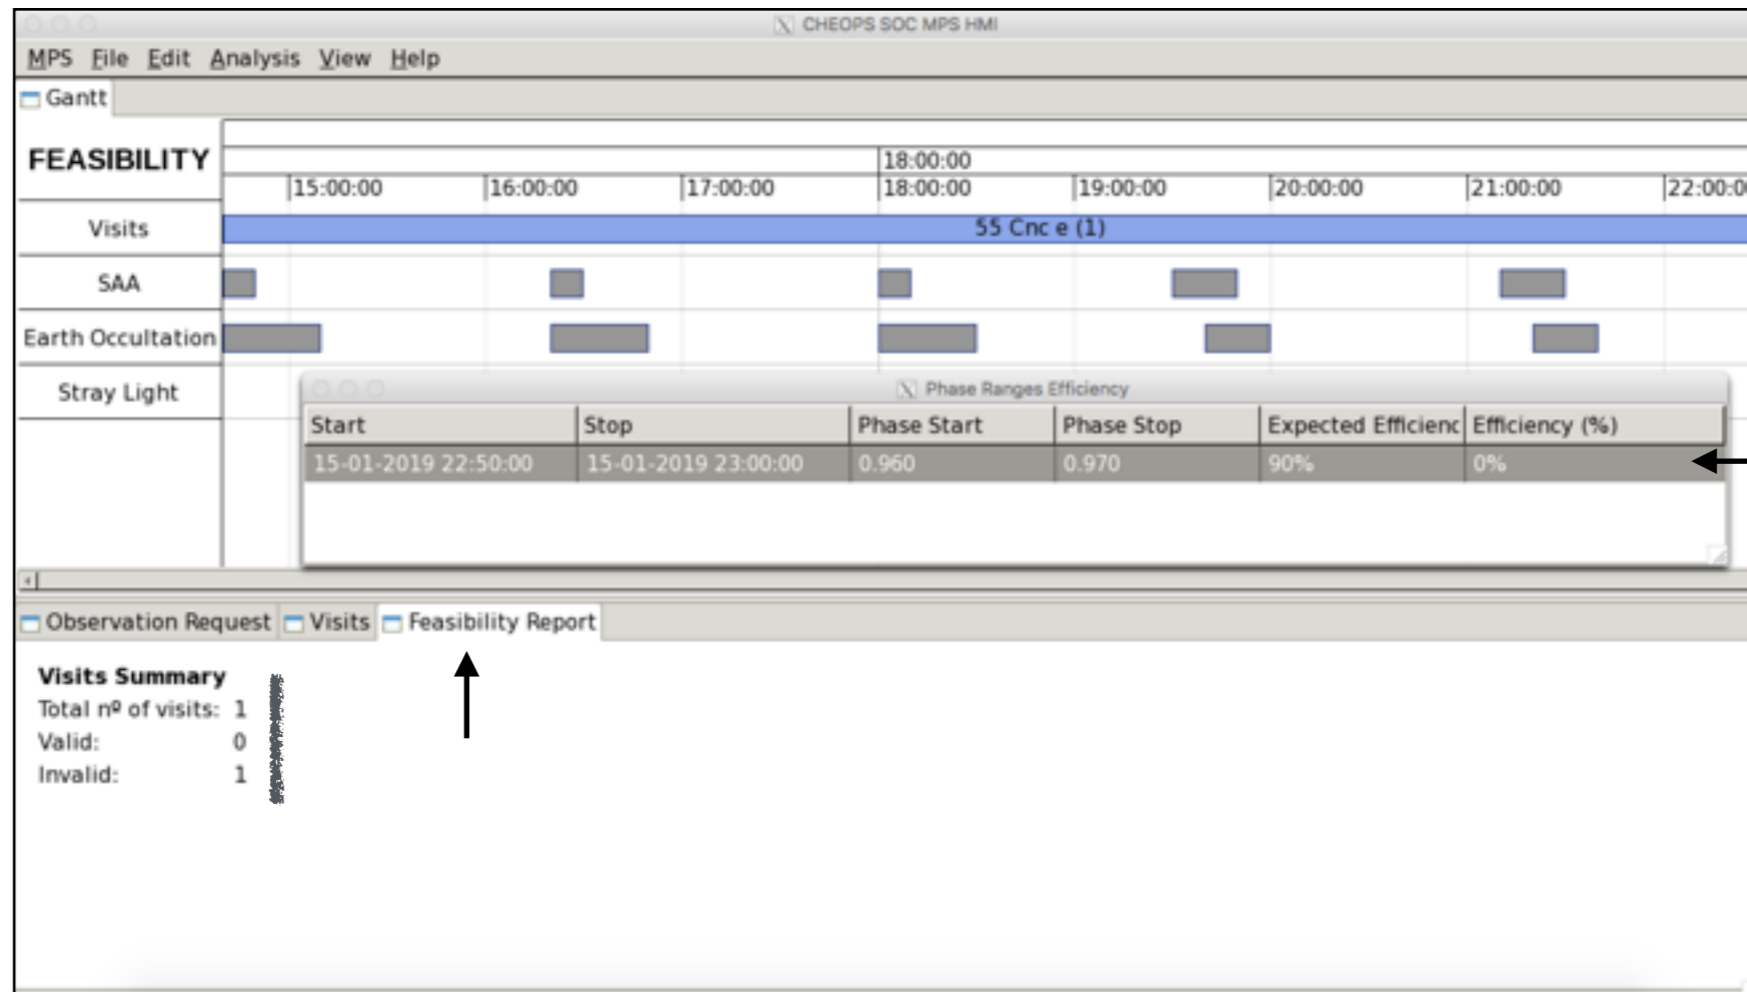 CHEOPS SOC MPS HMI
MPS File Edit Analysis View Help
Gantt
FEASIBILITY
18:00:00
15:00:00 16:00:00 17:00:00 18:00:00 19:00:00 20:00:00 21:00:00 22:00:0
Visits
55 Cnc e (1)
SAA
Earth Occultation
Stray Light
Phase Ranges Efficiency
Start Stop Phase Start Phase Stop Expected Efficienc Efficiency (%)
15-01-2019 22:50:00 15-01-2019 23:00:00 0.960 0.970 90% 0%
Observation Request Visits Feasibility Report
Visits Summary
Total nº of visits: 1
Valid: 0
Invalid: 1